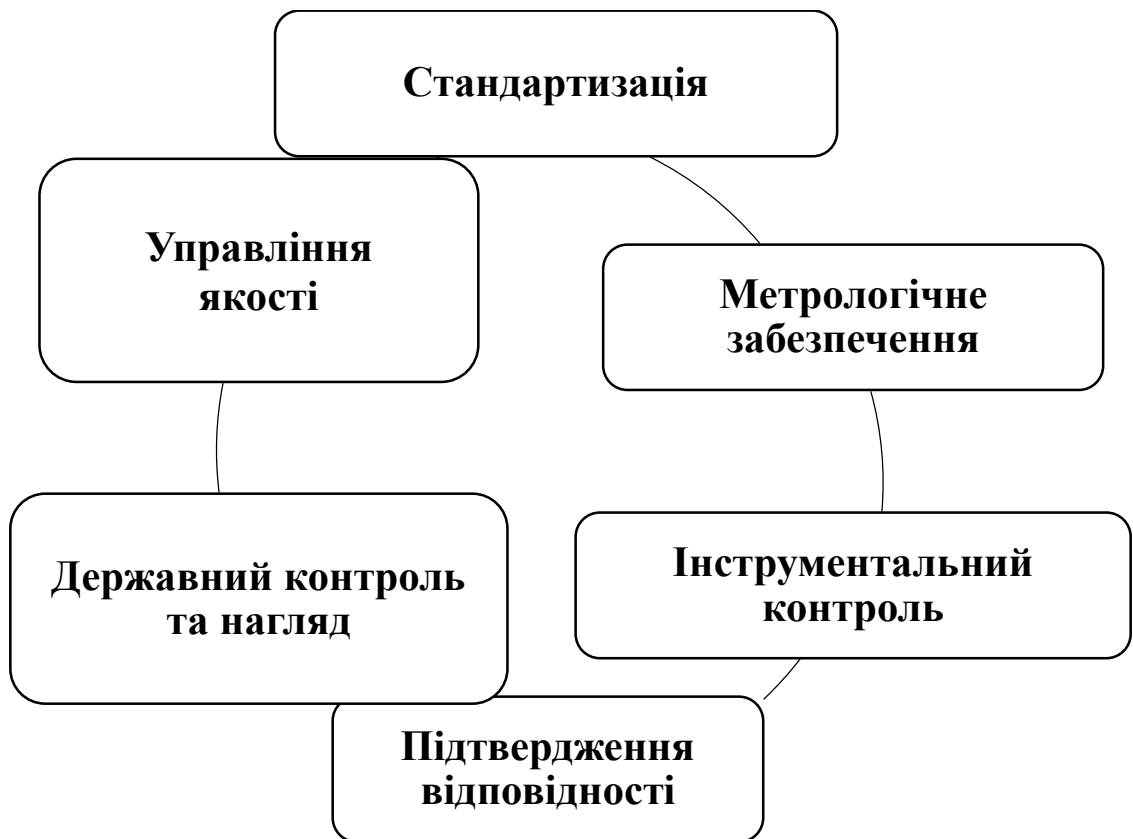 Стандартизація
Управління
якості
Метрологічне
забезпечення
Державний контроль
та нагляд
Інструментальний
контроль
Підтвердження
відповідності